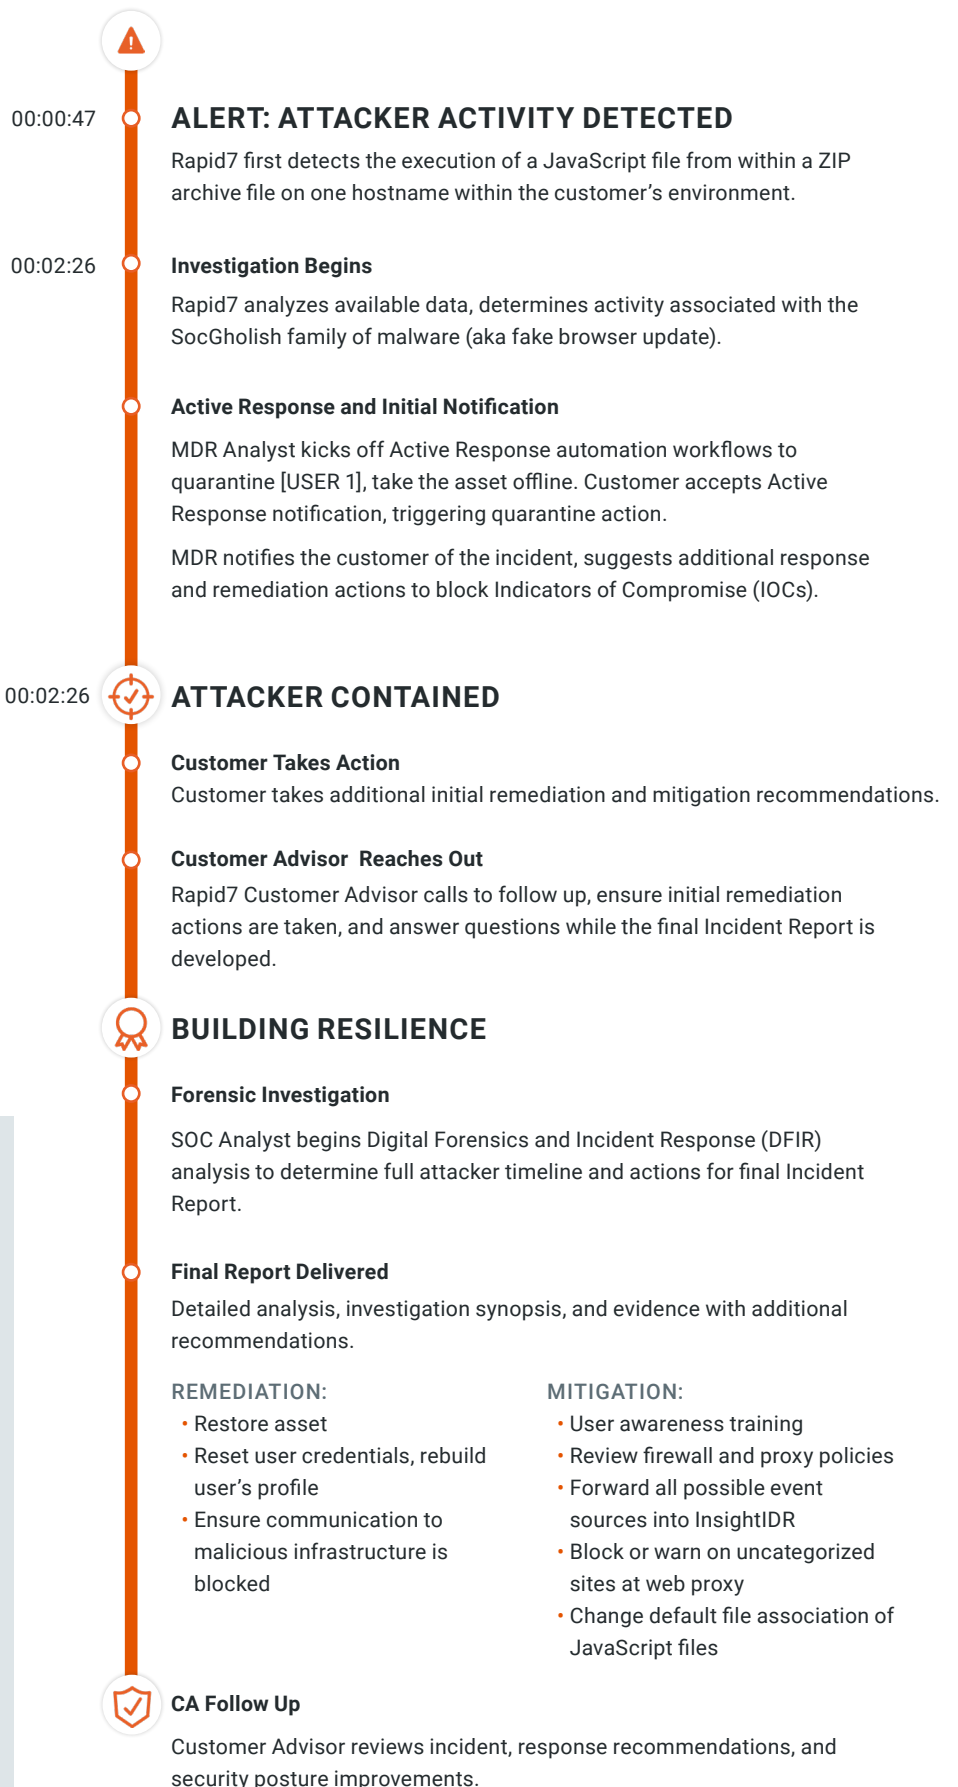 00:00:47
ALERT: ATTACKER ACTIVITY DETECTED
Rapid7 first detects the execution of a JavaScript file from within a ZIP
archive file on one hostname within the customer’s environment.
00:02:26
Investigation Begins
Rapid7 analyzes available data, determines activity associated with the
SocGholish family of malware (aka fake browser update).
Active Response and Initial Notification
MDR Analyst kicks off Active Response automation workflows to
quarantine [USER 1], take the asset offline. Customer accepts Active
Response notification, triggering quarantine action.
MDR notifies the customer of the incident, suggests additional response
and remediation actions to block Indicators of Compromise (IOCs).
00:02:26
ATTACKER CONTAINED
Customer Takes Action
Customer takes additional initial remediation and mitigation recommendations.
Customer Advisor  Reaches Out
Rapid7 Customer Advisor calls to follow up, ensure initial remediation
actions are taken, and answer questions while the final Incident Report is
developed.
BUILDING RESILIENCE
Forensic Investigation
SOC Analyst begins Digital Forensics and Incident Response (DFIR)
analysis to determine full attacker timeline and actions for final Incident
Report.
Final Report Delivered
Detailed analysis, investigation synopsis, and evidence with additional
recommendations.
REMEDIATION:
• Restore asset
• Reset user credentials, rebuild
user’s profile
• Ensure communication to
malicious infrastructure is
blocked
MITIGATION:
• User awareness training
• Review firewall and proxy policies
• Forward all possible event
sources into InsightIDR
• Block or warn on uncategorized
sites at web proxy
• Change default file association of
JavaScript files
CA Follow Up
Customer Advisor reviews incident, response recommendations, and
security posture improvements.